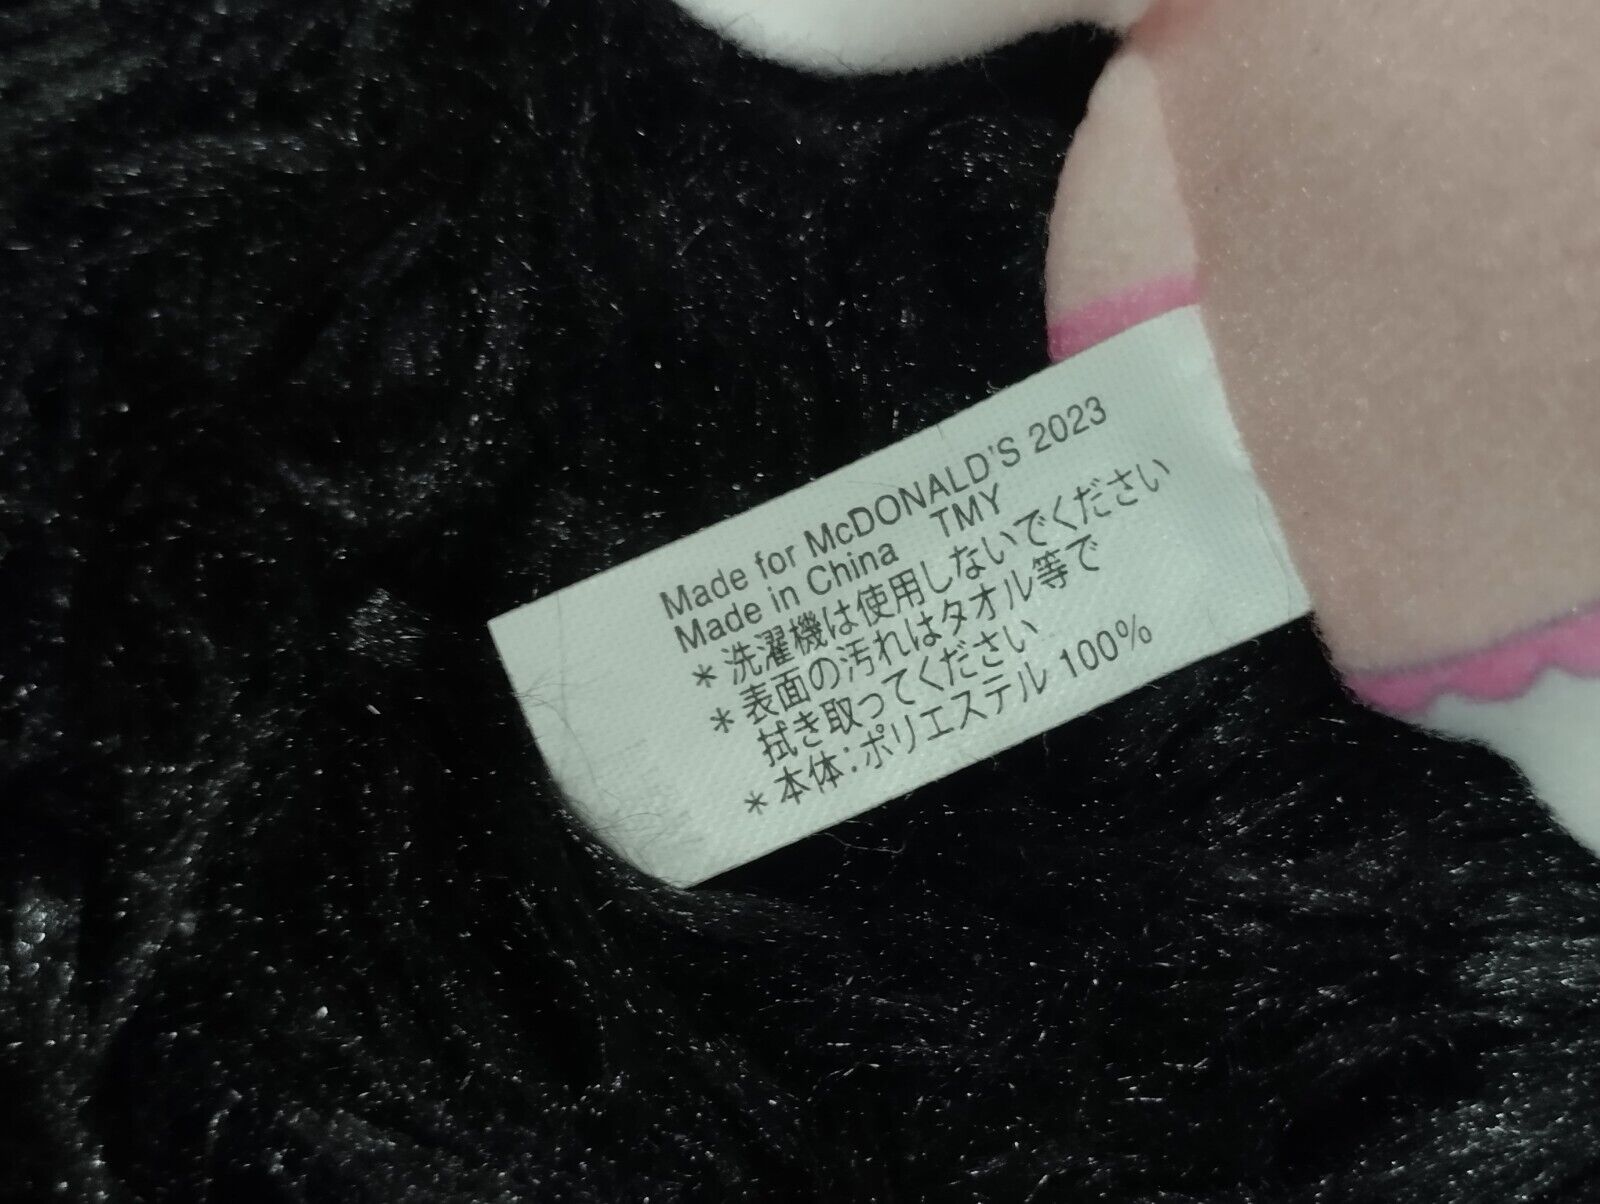 Made for McDONALD'S 2023
Made in China TMY
＊洗濯機は使用しないでください
＊表面の汚れはタオル等で
拭き取ってください
＊本体:ポリエステル 100%